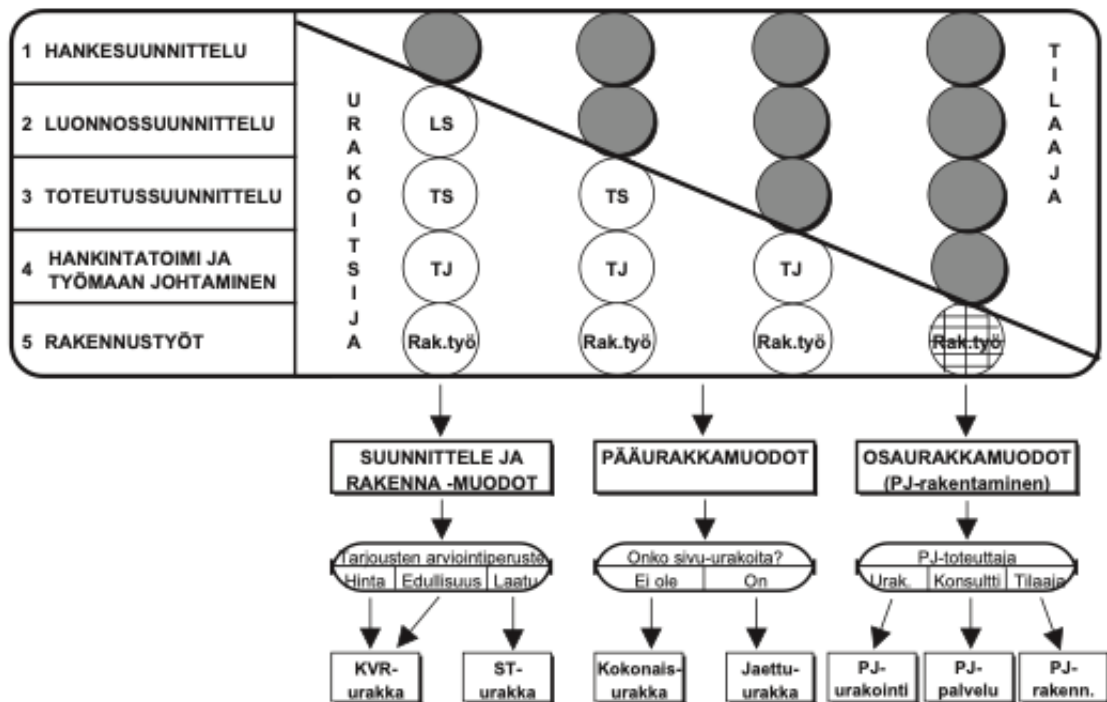 1 HANKESUUNNITTELU
2 LUONNOSSUUNNITTELU
3 TOTEUTUSSUUNNITTELU
4 HANKINTATOIMI JA
TYÖMAAN JOHTAMINEN
5 RAKENNUSTYÖT
URAKOITSIJA
LS
TS
TJ
Rak.työ
TS
TJ
Rak.työ
TJ
Rak.työ
Rak.työ
TILAAJA
SUUNNITTELE JA
RAKENNA -MUODOT
Tarjousten arviointiperuste
Hinta Edullisuus Laatu
KVR-
urakka
ST-
urakka
PÄÄURAKKAMUODOT
Onko sivu-urakoita?
Ei ole On
Kokonais-
urakka
Jaettu-
urakka
OSAURAKKAMUODOT
(PJ-rakentaminen)
PJ-toteuttaja
Urak. Konsultti Tilaaja
PJ-
urakointi
PJ-
palvelu
PJ-
rakenn.